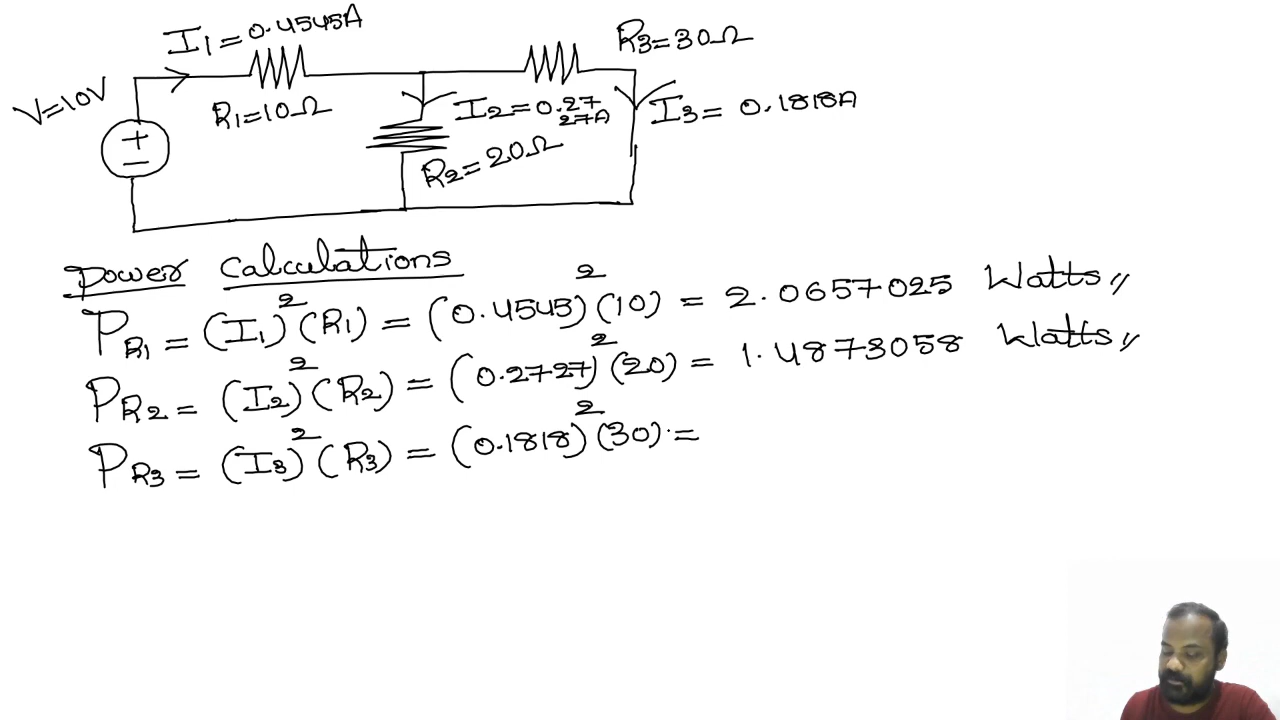 I1=0.4545A
R3=30Ω
V=10V
R1=10Ω
I2=0.27
27A
I3=0.1818A
R2=20Ω
Power Calculations
PR1=(I1)²(R1)=(0.4545)²(10)=2.0657025 Watts,,
PR2=(I2)²(R2)=(0.2727)²(20)=1.4873058 Watts,,
PR3=(I3)²(R3)=(0.1818)²(30)=